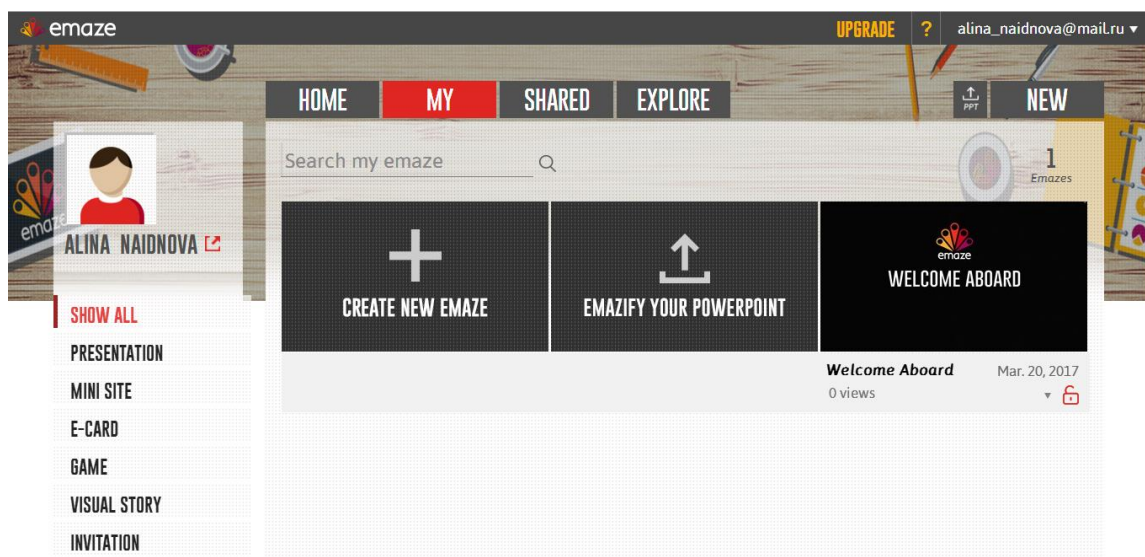 emaze
UPGRADE ? alina_naidnova@mail.ru
HOME MY SHARED EXPLORE PPT NEW
Search my emaze
1
Emazes
emaze
ALINA NAIDNOVA
emaze
WELCOME ABOARD
CREATE NEW EMAZE
EMAZIFY YOUR POWERPOINT
Welcome Aboard Mar. 20, 2017
0 views
SHOW ALL
PRESENTATION
MINI SITE
E-CARD
GAME
VISUAL STORY
INVITATION